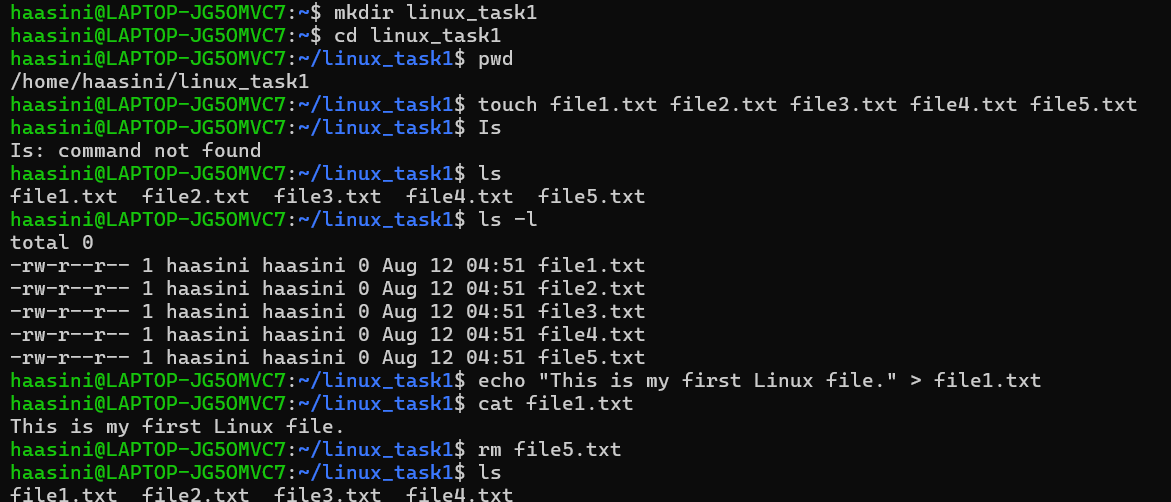 haasini@LAPTOP-JG5OMVC7:~$ mkdir linux_task1
haasini@LAPTOP-JG5OMVC7:~$ cd linux_task1
haasini@LAPTOP-JG5OMVC7:~/linux_task1$ pwd
/home/haasini/linux_task1
haasini@LAPTOP-JG5OMVC7:~/linux_task1$ touch file1.txt file2.txt file3.txt file4.txt file5.txt
haasini@LAPTOP-JG5OMVC7:~/linux_task1$ Is
Is: command not found
haasini@LAPTOP-JG5OMVC7:~/linux_task1$ ls
file1.txt  file2.txt  file3.txt  file4.txt  file5.txt
haasini@LAPTOP-JG5OMVC7:~/linux_task1$ ls -l
total 0
-rw-r--r-- 1 haasini haasini 0 Aug 12 04:51 file1.txt
-rw-r--r-- 1 haasini haasini 0 Aug 12 04:51 file2.txt
-rw-r--r-- 1 haasini haasini 0 Aug 12 04:51 file3.txt
-rw-r--r-- 1 haasini haasini 0 Aug 12 04:51 file4.txt
-rw-r--r-- 1 haasini haasini 0 Aug 12 04:51 file5.txt
haasini@LAPTOP-JG5OMVC7:~/linux_task1$ echo "This is my first Linux file." > file1.txt
haasini@LAPTOP-JG5OMVC7:~/linux_task1$ cat file1.txt
This is my first Linux file.
haasini@LAPTOP-JG5OMVC7:~/linux_task1$ rm file5.txt
haasini@LAPTOP-JG5OMVC7:~/linux_task1$ ls
file1.txt  file2.txt  file3.txt  file4.txt